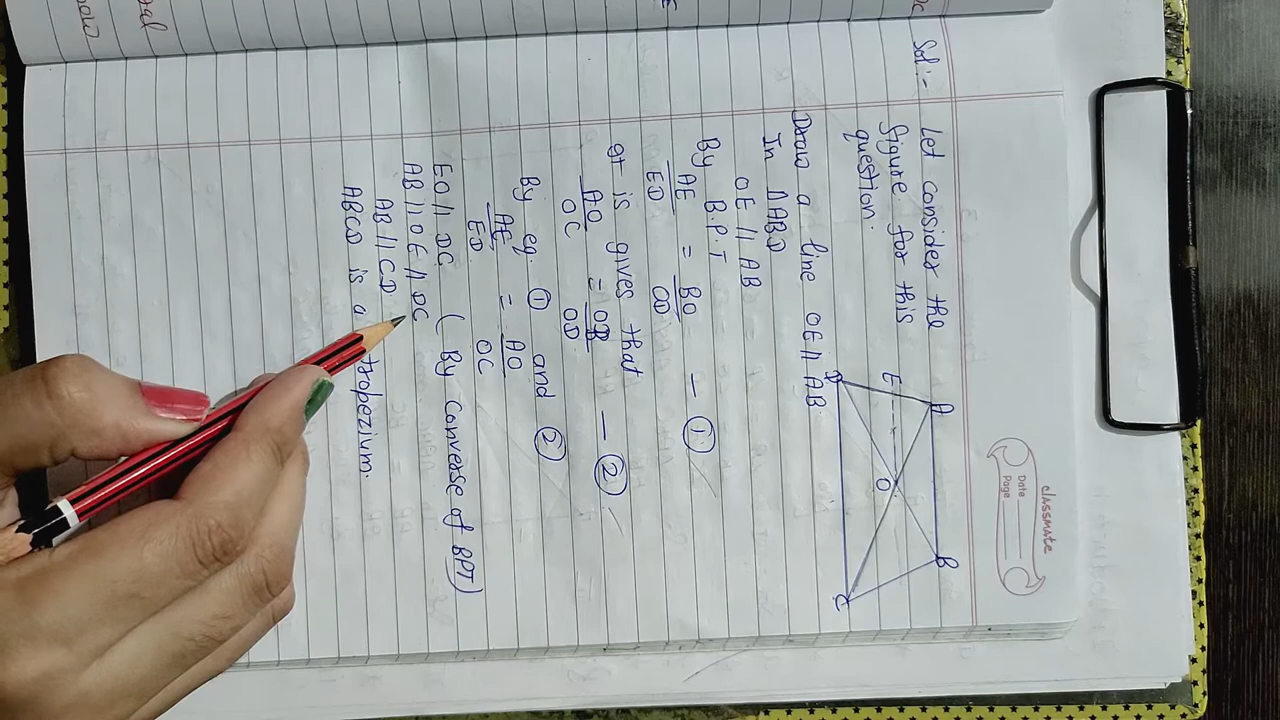 classmate
Date
Page
Sol:- Let consider the
figure for this
question.
A
B
E
O
D
C
Draw a line OE || AB.
In ΔABD
OE || AB
By B.P.T
AE/ED = BO/OD — ①
It is gives that
AO/OC = OB/OD — ②
By eq ① and ②
AE/ED = AO/OC
EO || DC ( By converse of BPT)
AB || OE || DC
AB || CD
ABCD is a trapezium.